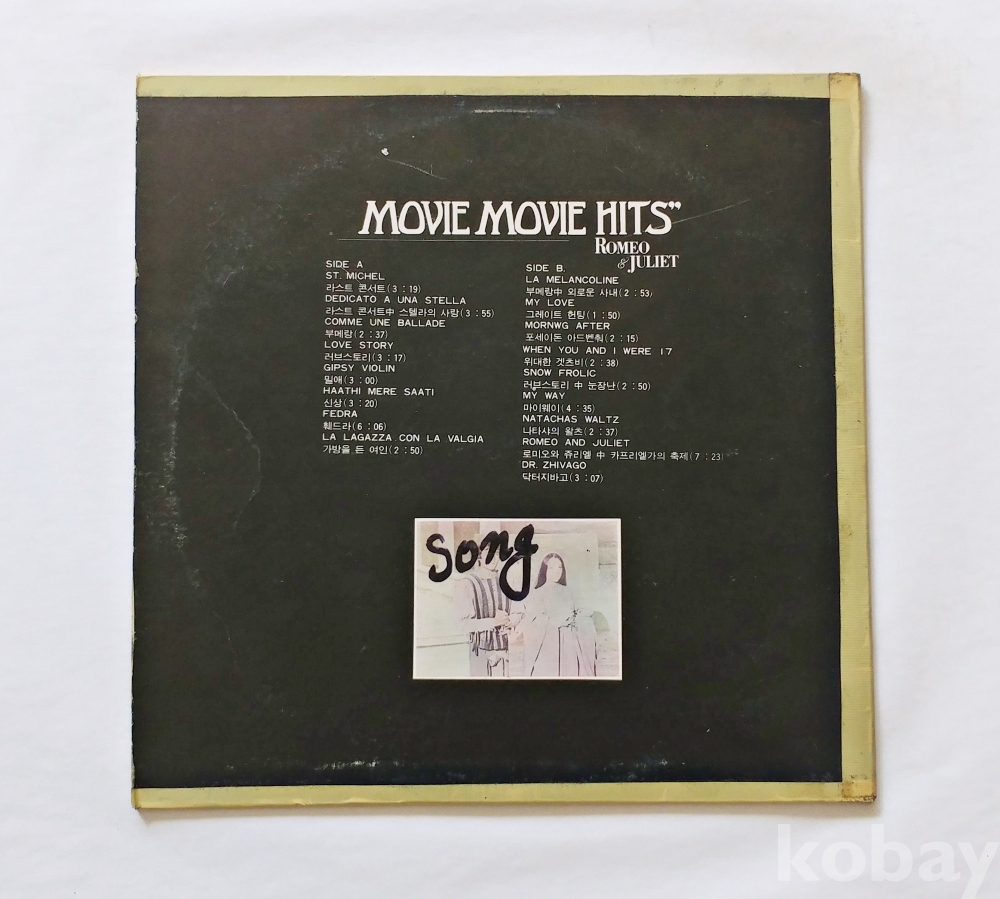 MOVIE MOVIE HITS"
ROMEO
& JULIET
SIDE A
ST. MICHEL
라스트 콘서트(3 : 19)
DEDICATO A UNA STELLA
라스트 콘서트中 스텔라의 사랑(3 : 55)
COMME UNE BALLADE
부메랑(2 : 37)
LOVE STORY
러브스토리(3 : 17)
GIPSY VIOLIN
밀애(3 : 00)
HAATHI MERE SAATI
신상(3 : 20)
FEDRA
훼드라(6 : 06)
LA LAGAZZA CON LA VALGIA
가방을 든 여인(2 : 50)
SIDE B.
LA MELANCOLINE
부메랑中 외로운 사내(2 : 53)
MY LOVE
그레이트 헌팅(1 : 50)
MORNWG AFTER
포세이돈 아드벤춰(2 : 15)
WHEN YOU AND I WERE 17
위대한 겟츠비(2 : 38)
SNOW FROLIC
러브스토리 中 눈장난(2 : 50)
MY WAY
마이웨이(4 : 35)
NATACHAS WALTZ
나타샤의 왈츠(2 : 37)
ROMEO AND JULIET
로미오와 쥬리엘 中 카프리엘가의 축제(7 : 23)
DR. ZHIVAGO
닥터지바고(3 : 07)
song
kobay